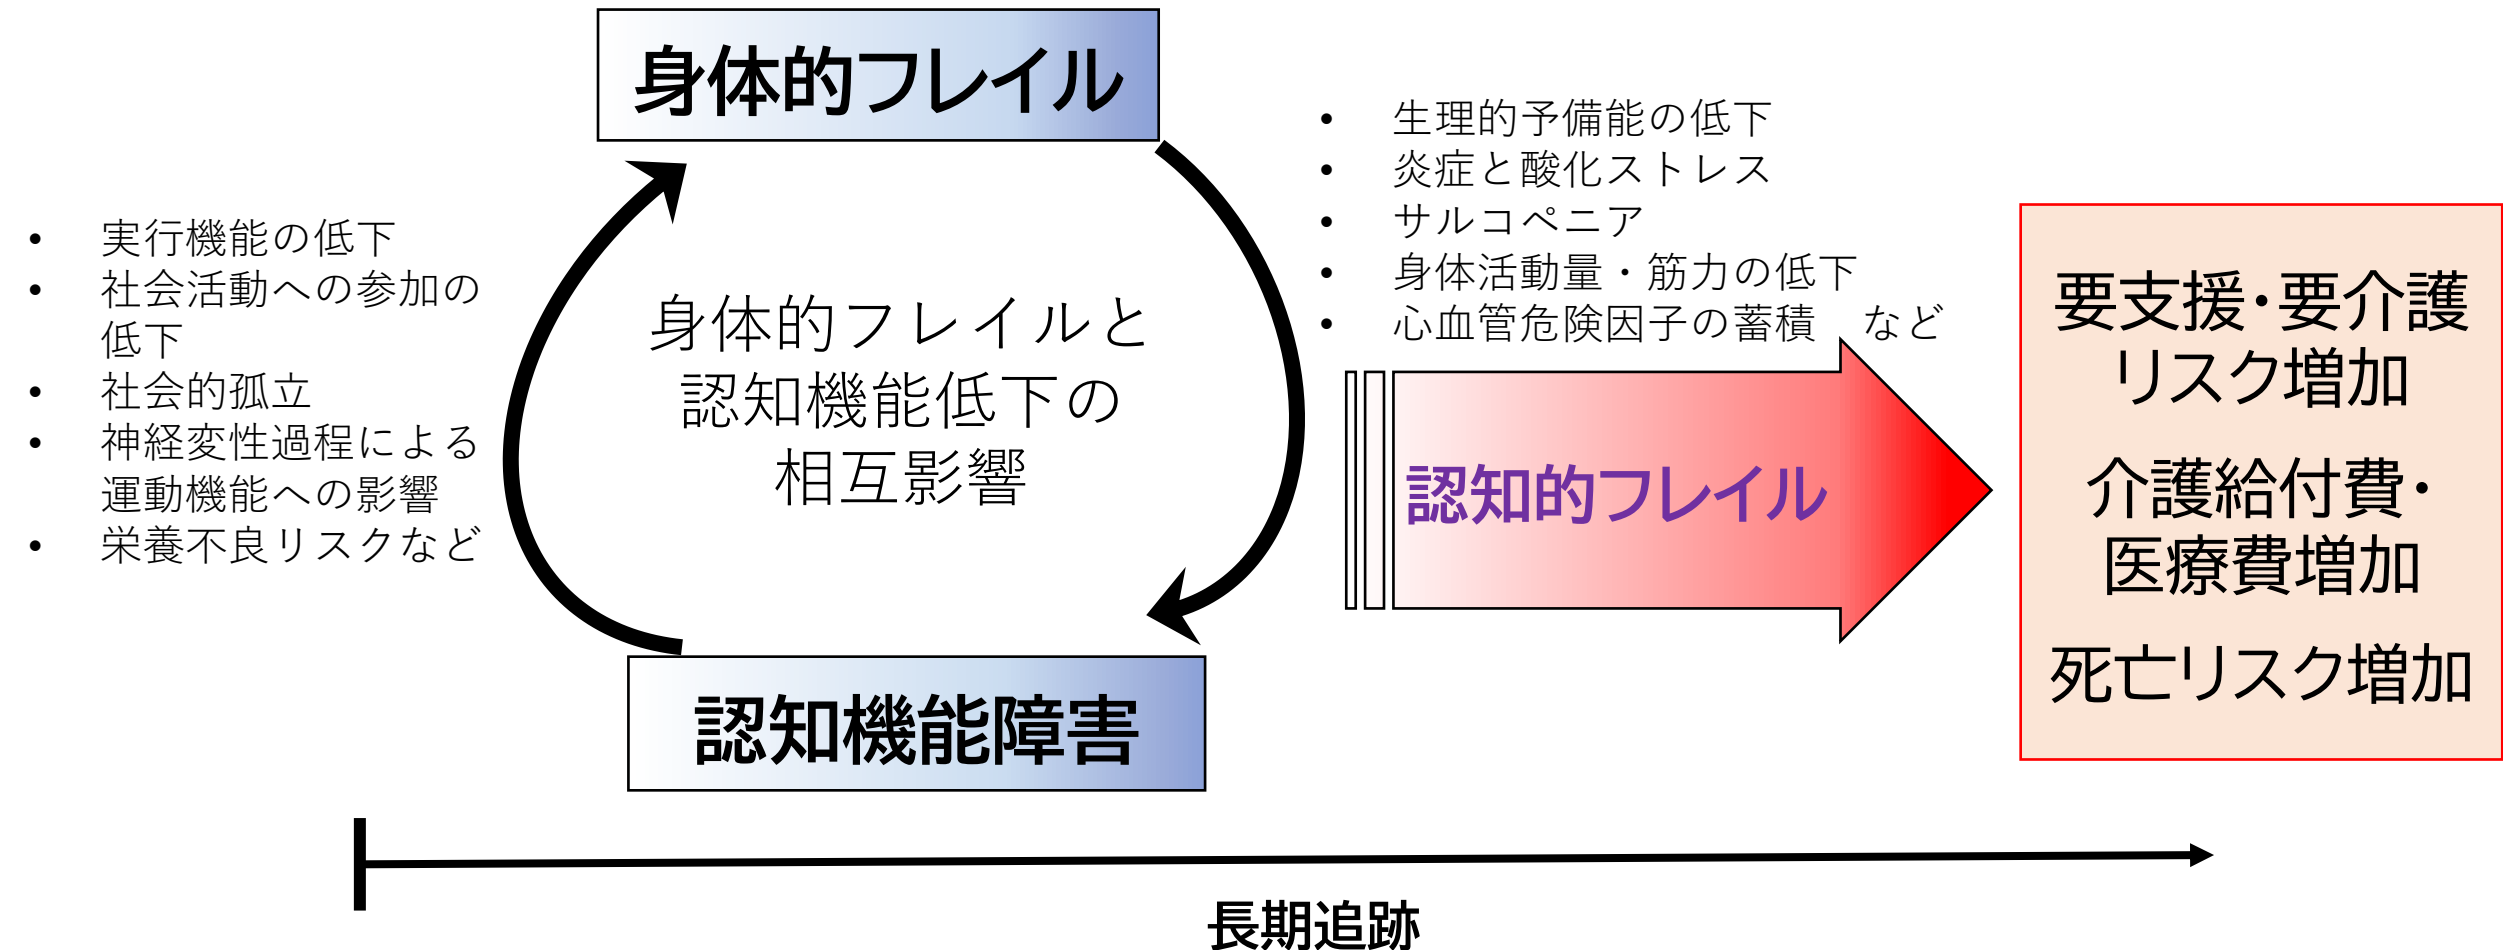 身体的フレイル
• 生理的予備能の低下
• 炎症と酸化ストレス
• サルコペニア
• 身体活動量・筋力の低下
• 心血管危険因子の蓄積　など
• 実行機能の低下
• 社会活動への参加の
低下
• 社会的孤立
• 神経変性過程による
運動機能への影響
• 栄養不良リスクなど
身体的フレイルと
認知機能低下の
相互影響
認知的フレイル
要支援・要介護
リスク増加
介護給付費・
医療費増加
死亡リスク増加
認知機能障害
長期追跡